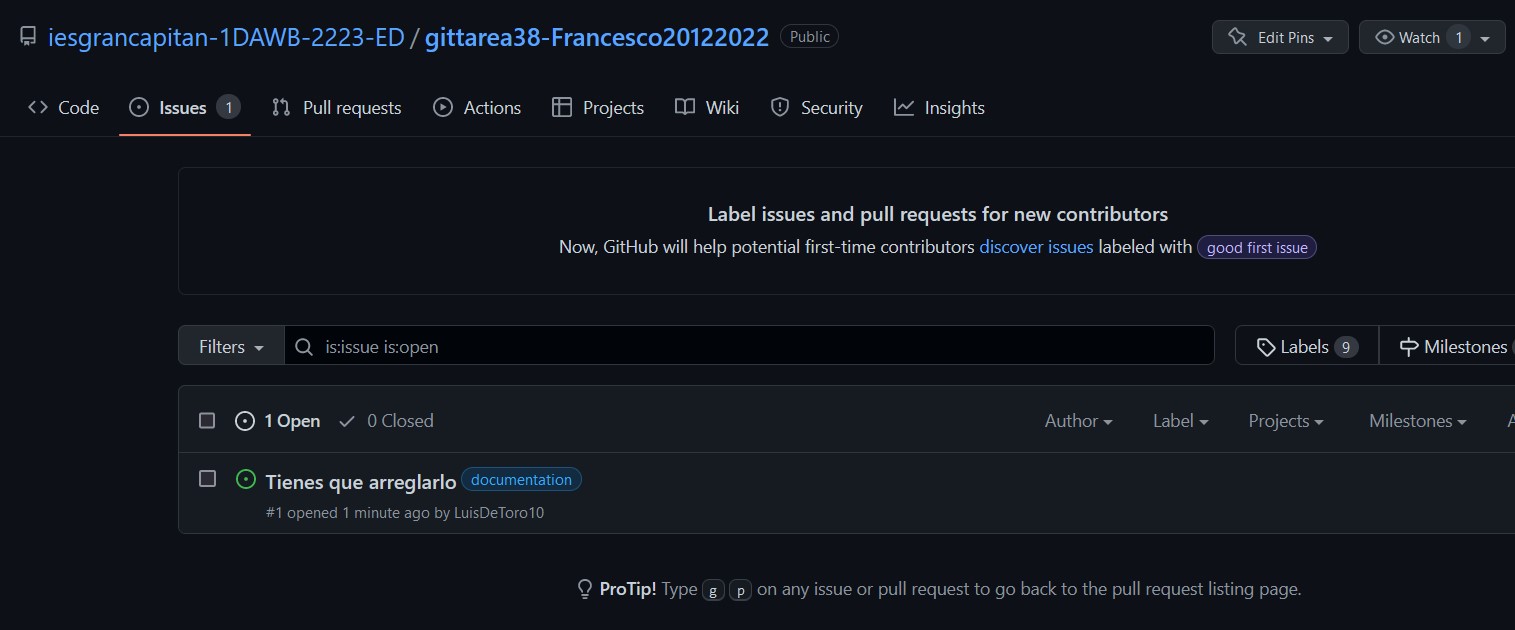 iesgrancapitan-1DAWB-2223-ED / gittarea38-Francesco20122022 Public Edit Pins Watch 1
Code Issues 1 Pull requests Actions Projects Wiki Security Insights
Label issues and pull requests for new contributors
Now, GitHub will help potential first-time contributors discover issues labeled with good first issue
Filters is:issue is:open Labels 9 Milestones
1 Open 0 Closed Author Label Projects Milestones
Tienes que arreglarlo documentation
#1 opened 1 minute ago by LuisDeToro10
ProTip! Type g p on any issue or pull request to go back to the pull request listing page.